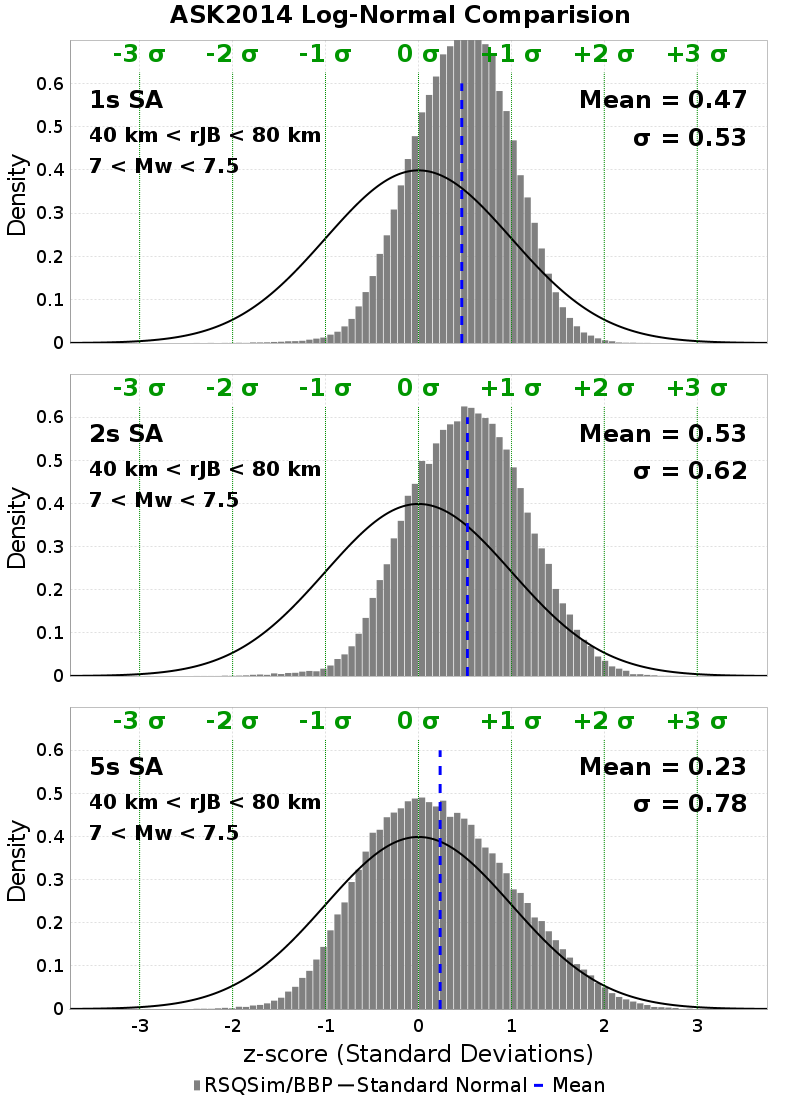 ASK2014 Log-Normal Comparision
-3 σ -2 σ -1 σ 0 σ +1 σ +2 σ +3 σ
1s SA
Mean = 0.47
40 km < rJB < 80 km
σ = 0.53
7 < Mw < 7.5
Density
0.6
0.5
0.4
0.3
0.2
0.1
0
-3 σ -2 σ -1 σ 0 σ +1 σ +2 σ +3 σ
2s SA
Mean = 0.53
40 km < rJB < 80 km
σ = 0.62
7 < Mw < 7.5
Density
0.6
0.5
0.4
0.3
0.2
0.1
0
-3 σ -2 σ -1 σ 0 σ +1 σ +2 σ +3 σ
5s SA
Mean = 0.23
40 km < rJB < 80 km
σ = 0.78
7 < Mw < 7.5
Density
0.6
0.5
0.4
0.3
0.2
0.1
0
-3 -2 -1 0 1 2 3
z-score (Standard Deviations)
RSQSim/BBP Standard Normal Mean